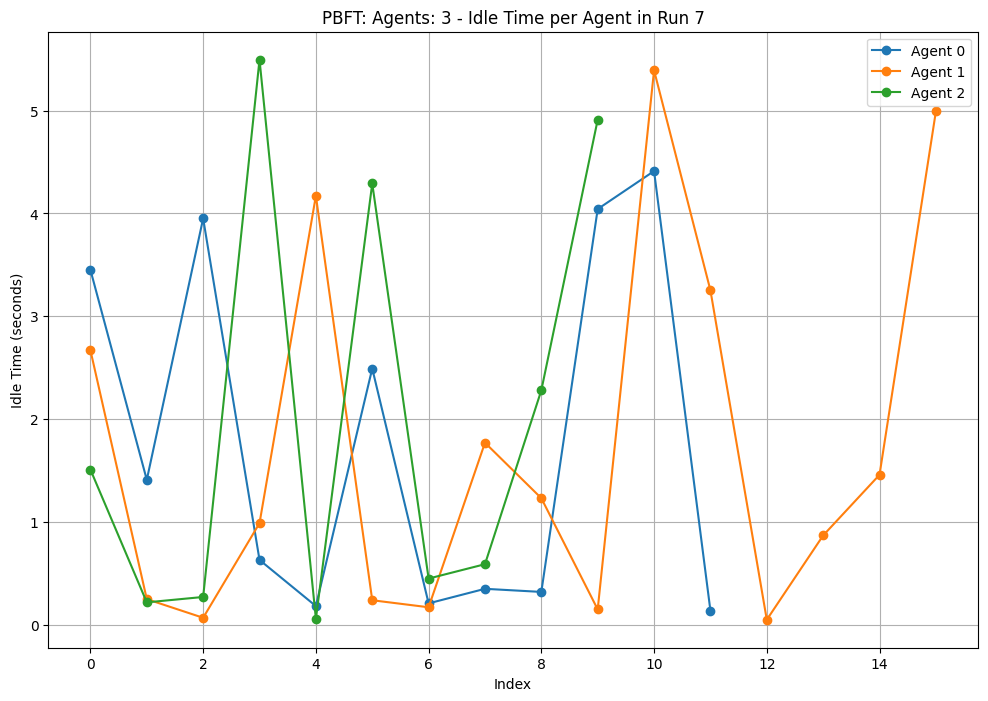 PBFT: Agents: 3 - Idle Time per Agent in Run 7
Agent 0
Agent 1
Agent 2
Idle Time (seconds)
5
4
3
2
1
0
0 2 4 6 8 10 12 14
Index